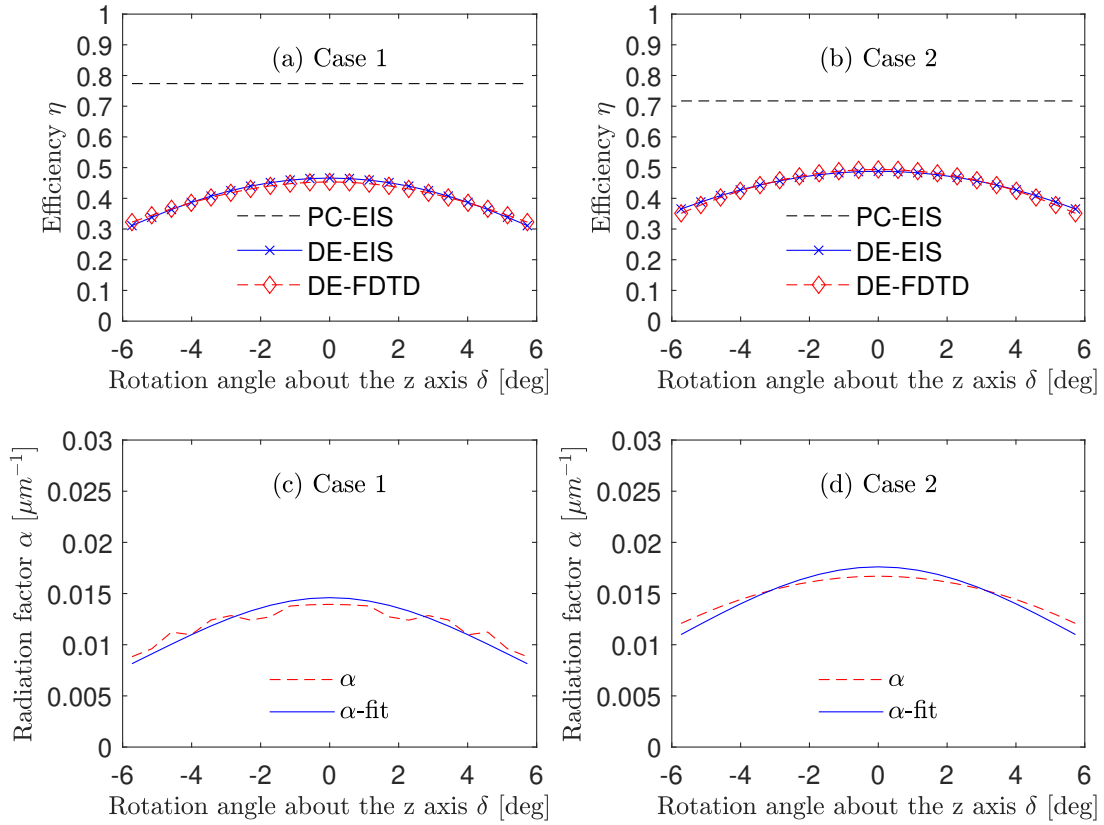 1
0.9
0.8
0.7
0.6
0.5
0.4
0.3
0.2
0.1
0
Efficiency η
(a) Case 1
PC-EIS
DE-EIS
DE-FDTD
-6 -4 -2 0 2 4 6
Rotation angle about the z axis δ [deg]
1
0.9
0.8
0.7
0.6
0.5
0.4
0.3
0.2
0.1
0
Efficiency η
(b) Case 2
PC-EIS
DE-EIS
DE-FDTD
-6 -4 -2 0 2 4 6
Rotation angle about the z axis δ [deg]
0.03
0.025
0.02
0.015
0.01
0.005
0
Radiation factor α [μm⁻¹]
(c) Case 1
α
α-fit
-6 -4 -2 0 2 4 6
Rotation angle about the z axis δ [deg]
0.03
0.025
0.02
0.015
0.01
0.005
0
Radiation factor α [μm⁻¹]
(d) Case 2
α
α-fit
-6 -4 -2 0 2 4 6
Rotation angle about the z axis δ [deg]